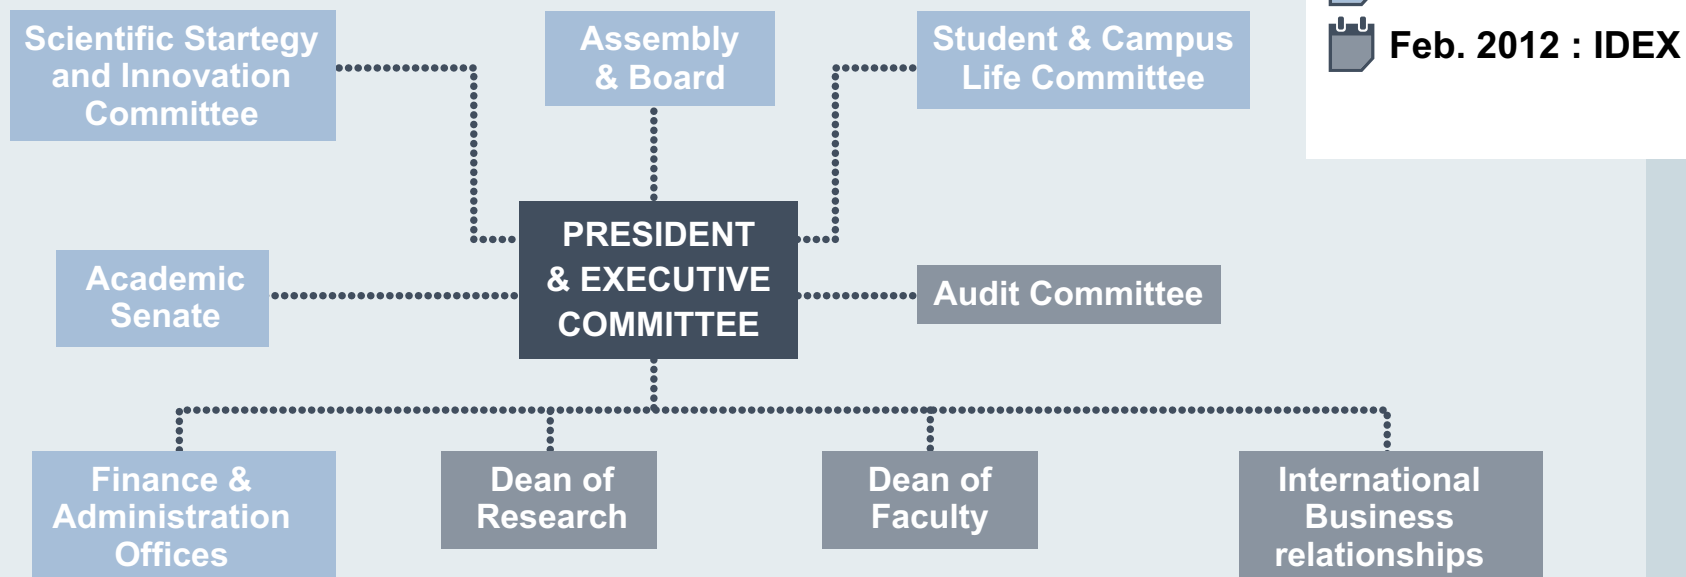 Scientific Startegy
and Innovation
Committee
Assembly
& Board
Student & Campus
Life Committee
Feb. 2012 : IDEX
PRESIDENT
& EXECUTIVE
COMMITTEE
Academic
Senate
Audit Committee
Finance &
Administration
Offices
Dean of
Research
Dean of
Faculty
International
Business
relationships